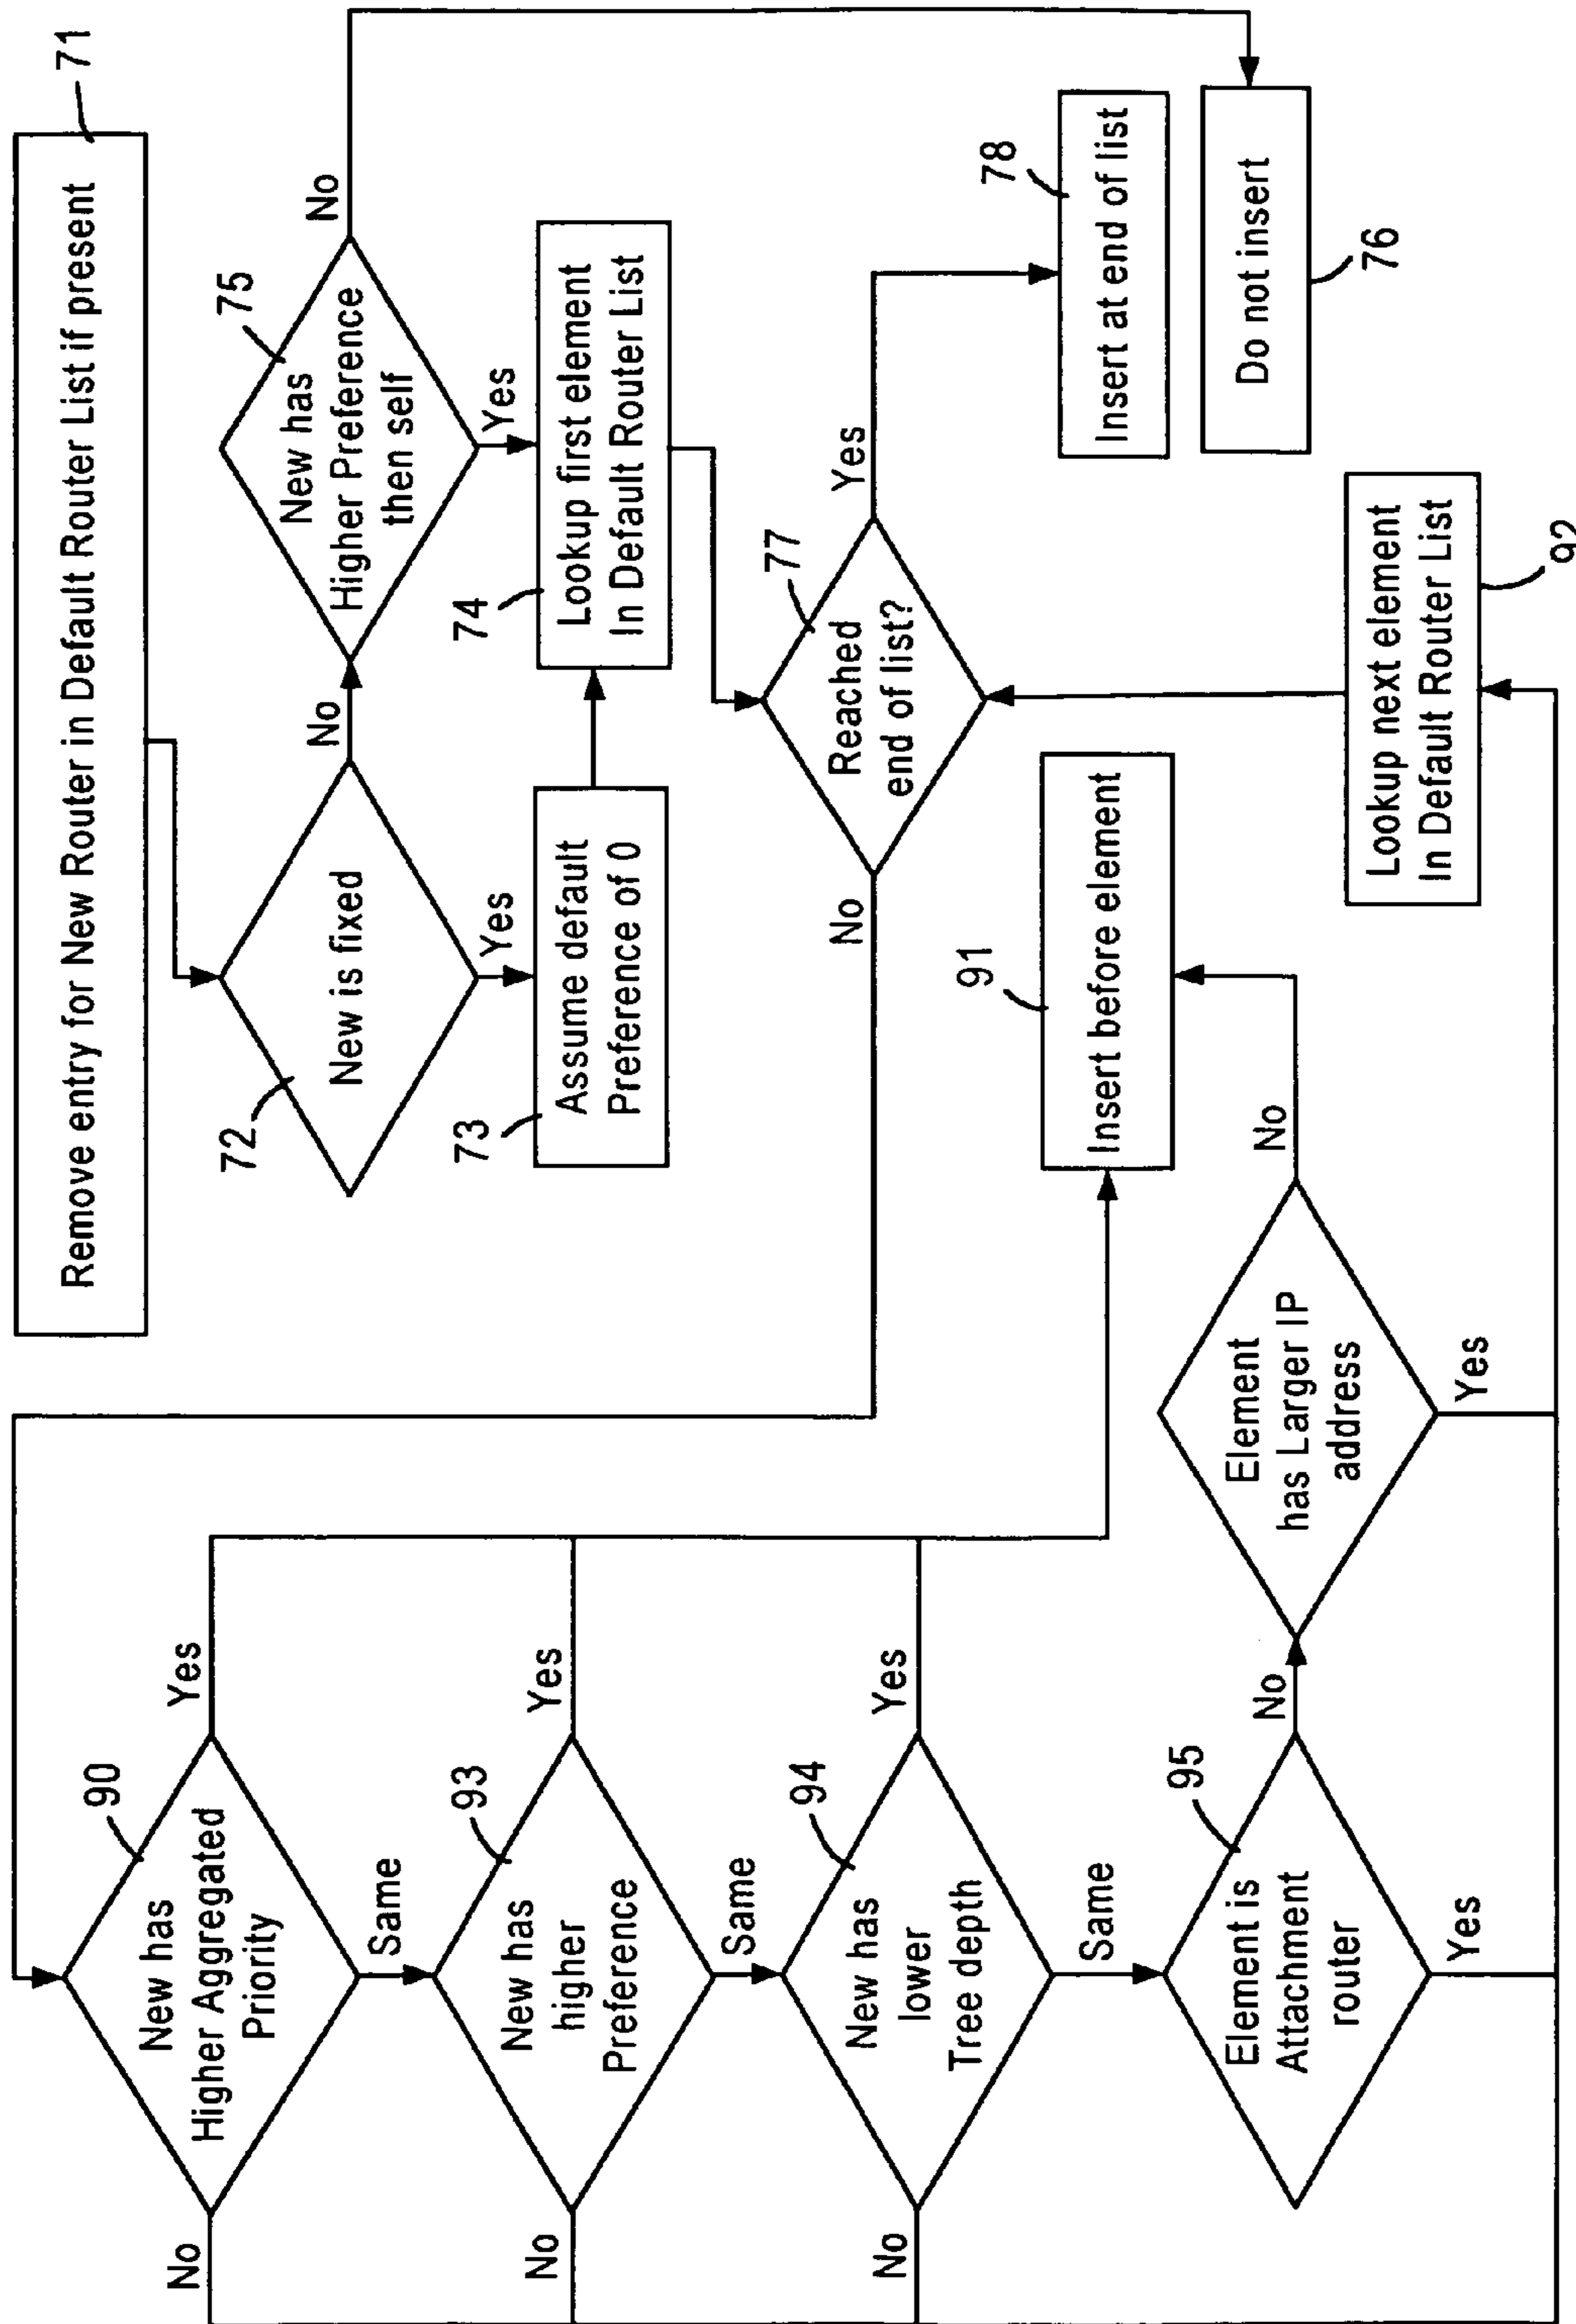 Remove entry for New Router in Default Router List if present
71
New is fixed
72
No
Yes
New has
Higher Preference
then self
75
No
Yes
Assume default
Preference of 0
73
Lookup first element
In Default Router List
74
Reached
end of list?
77
No
Yes
Insert at end of list
78
Do not insert
76
New has
Higher Aggregated
Priority
90
No
Yes
Same
New has
higher
Preference
93
No
Yes
Same
New has
lower
Tree depth
94
No
Yes
Same
Element is
Attachment
router
95
No
Yes
Element
has Larger IP
address
No
Yes
Insert before element
91
Lookup next element
In Default Router List
92